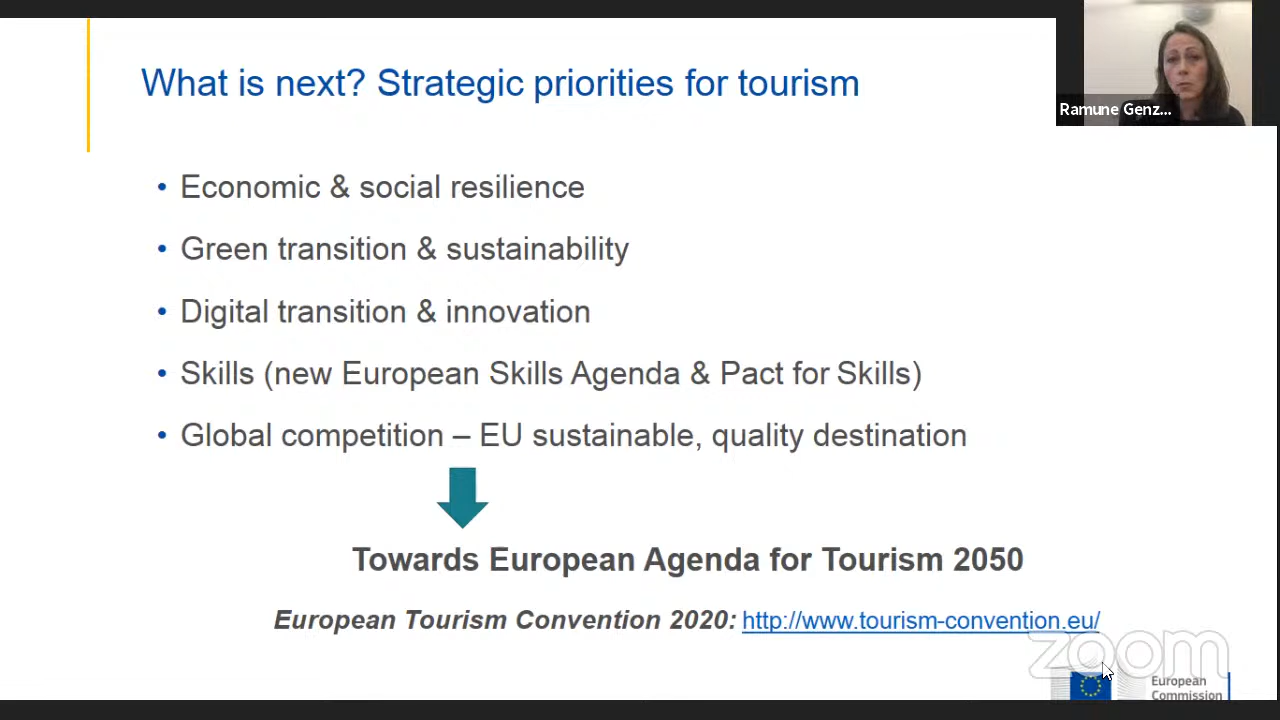 What is next? Strategic priorities for tourism
Ramune Genz...
• Economic & social resilience
• Green transition & sustainability
• Digital transition & innovation
• Skills (new European Skills Agenda & Pact for Skills)
• Global competition – EU sustainable, quality destination
Towards European Agenda for Tourism 2050
European Tourism Convention 2020: http://www.tourism-convention.eu/
zoom
European
Commission